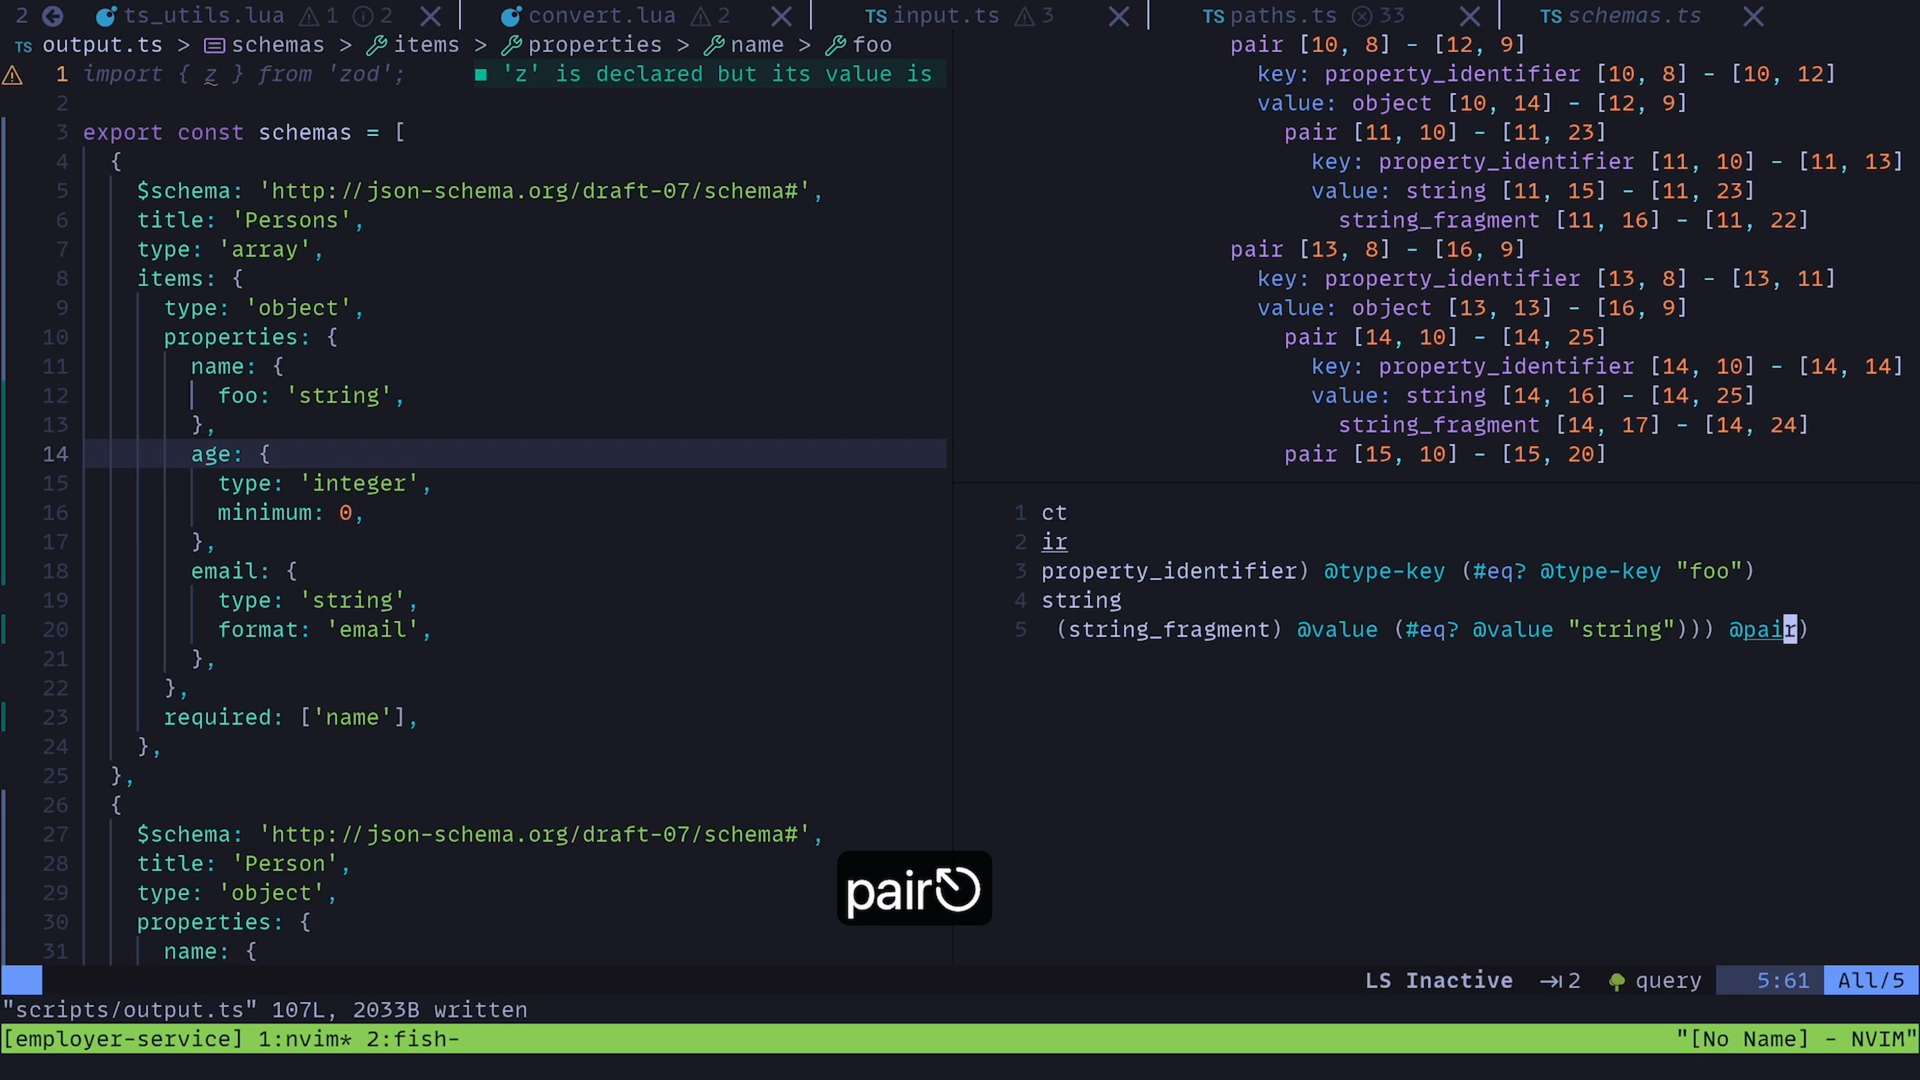 2 ts_utils.lua 1 2 convert.lua 2 TS input.ts 3 TS paths.ts 33 TS schemas.ts
TS output.ts > schemas > items > properties > name > foo
1 import { z } from 'zod'; ■ 'z' is declared but its value is
2
3 export const schemas = [
4 {
5 $schema: 'http://json-schema.org/draft-07/schema#',
6 title: 'Persons',
7 type: 'array',
8 items: {
9 type: 'object',
10 properties: {
11 name: {
12 foo: 'string',
13 },
14 age: {
15 type: 'integer',
16 minimum: 0,
17 },
18 email: {
19 type: 'string',
20 format: 'email',
21 },
22 },
23 required: ['name'],
24 },
25 },
26 {
27 $schema: 'http://json-schema.org/draft-07/schema#',
28 title: 'Person',
29 type: 'object',
30 properties: {
31 name: {
pair [10, 8] - [12, 9]
key: property_identifier [10, 8] - [10, 12]
value: object [10, 14] - [12, 9]
pair [11, 10] - [11, 23]
key: property_identifier [11, 10] - [11, 13]
value: string [11, 15] - [11, 23]
string_fragment [11, 16] - [11, 22]
pair [13, 8] - [16, 9]
key: property_identifier [13, 8] - [13, 11]
value: object [13, 13] - [16, 9]
pair [14, 10] - [14, 25]
key: property_identifier [14, 10] - [14, 14]
value: string [14, 16] - [14, 25]
string_fragment [14, 17] - [14, 24]
pair [15, 10] - [15, 20]
1 ct
2 ir
3 property_identifier) @type-key (#eq? @type-key "foo")
4 string
5 (string_fragment) @value (#eq? @value "string"))) @pair)
pair
LS Inactive 2 query 5:61 All/5
"scripts/output.ts" 107L, 2033B written
[employer-service] 1:nvim* 2:fish- "[No Name] - NVIM"